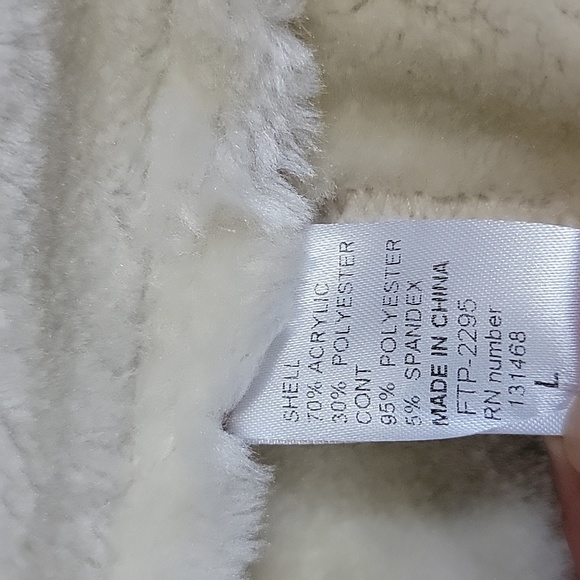 SHELL
70% ACRYLIC
30% POLYESTER
CONT
95% POLYESTER
5% SPANDEX
MADE IN CHINA
FTP-2295
RN number
131468
L